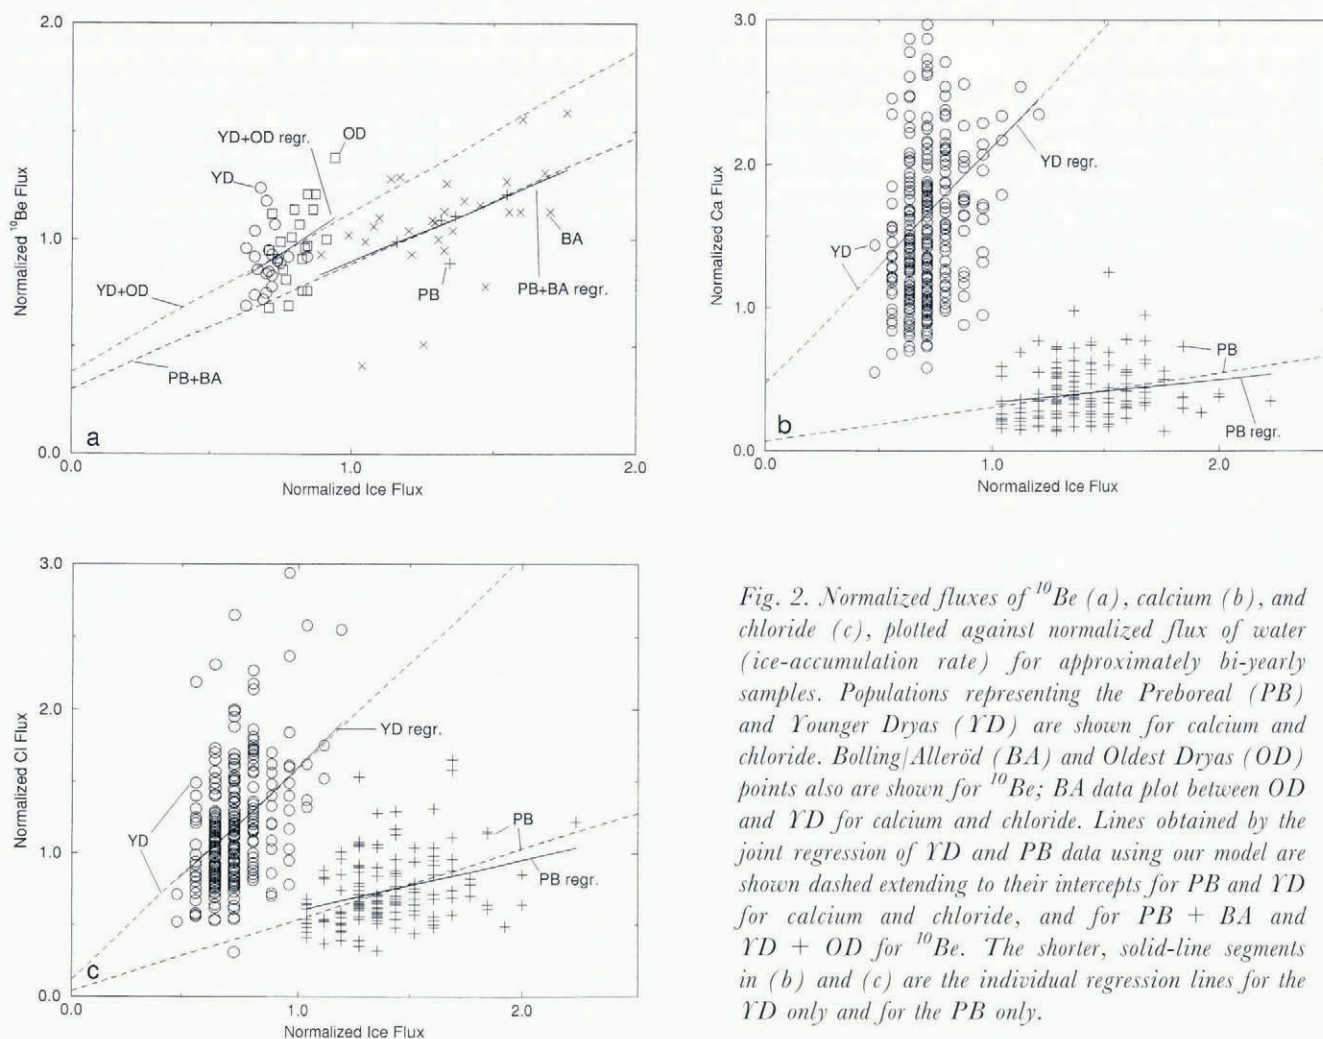 2.0
1.0
0.0
Normalized ¹⁰Be Flux
YD+OD regr.
OD
YD
YD+OD
PB+BA
PB
BA
PB+BA regr.
a
0.0
1.0
2.0
Normalized Ice Flux
3.0
2.0
1.0
0.0
Normalized Ca Flux
YD regr.
YD
PB
PB regr.
b
0.0
1.0
2.0
Normalized Ice Flux
3.0
2.0
1.0
0.0
Normalized Cl Flux
YD regr.
YD
PB
PB regr.
c
0.0
1.0
2.0
Normalized Ice Flux
Fig. 2. Normalized fluxes of ¹⁰Be (a), calcium (b), and
chloride (c), plotted against normalized flux of water
(ice-accumulation rate) for approximately bi-yearly
samples. Populations representing the Preboreal (PB)
and Younger Dryas (YD) are shown for calcium and
chloride. Bolling/Alleröd (BA) and Oldest Dryas (OD)
points also are shown for ¹⁰Be; BA data plot between OD
and YD for calcium and chloride. Lines obtained by the
joint regression of YD and PB data using our model are
shown dashed extending to their intercepts for PB and YD
for calcium and chloride, and for PB + BA and
YD + OD for ¹⁰Be. The shorter, solid-line segments
in (b) and (c) are the individual regression lines for the
YD only and for the PB only.